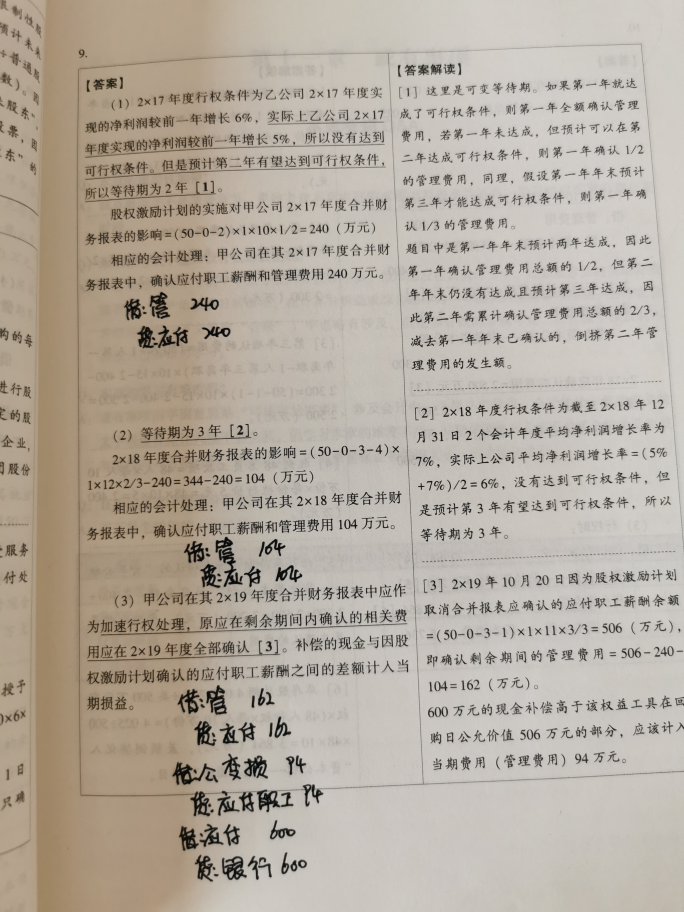 9.
【答案】
（1）2×17 年度行权条件为乙公司 2×17 年度实
现的净利润较前一年增长 6%，实际上乙公司 2×17
年度实现的净利润较前一年增长 5%，所以没有达到
可行权条件。但是预计第二年有望达到可行权条件，
所以等待期为 2 年［1］。
股权激励计划的实施对甲公司 2×17 年度合并财
务报表的影响=(50-0-2)×1×10×1/2=240（万元）
相应的会计处理：甲公司在其 2×17 年度合并财
务报表中，确认应付职工薪酬和管理费用 240 万元。
借:管 240
贷:应付 240
（2）等待期为 3 年［2］。
2×18 年度合并财务报表的影响=(50-0-3-4)×
1×12×2/3-240=344-240=104（万元）
相应的会计处理：甲公司在其 2×18 年度合并财
务报表中，确认应付职工薪酬和管理费用 104 万元。
借:管 104
贷:应付 104
（3）甲公司在其 2×19 年度合并财务报表中应作
为加速行权处理，原应在剩余期间内确认的相关费
用应在 2×19 年度全部确认［3］。补偿的现金与因股
权激励计划确认的应付职工薪酬之间的差额计入当
期损益。
借:管 162
贷:应付 162
借:公变损 94
贷:应付职工 94
借:应付 600
贷:银行 600
【答案解读】
［1］这里是可变等待期。如果第一年就达
成了可行权条件，则第一年全额确认管理
费用，若第一年未达成，但预计可以在第
二年达成可行权条件，则第一年确认 1/2
的管理费用，同理，假设第一年年末预计
第三年才能达成可行权条件，则第一年确
认 1/3 的管理费用。
题目中是第一年年末预计两年达成，因此
第一年确认管理费用总额的 1/2，但第二
年年末仍没有达成且预计第三年达成，因
此第二年需累计确认管理费用总额的 2/3，
减去第一年年末已确认的，倒挤第二年管
理费用的发生额。
［2］2×18 年度行权条件为截至 2×18 年 12
月 31 日 2 个会计年度平均净利润增长率为
7%，实际上公司平均净利润增长率=(5%
+7%)/2=6%，没有达到可行权条件，但
是预计第 3 年有望达到可行权条件，所以
等待期为 3 年。
［3］2×19 年 10 月 20 日因为股权激励计划
取消合并报表应确认的应付职工薪酬余额
=(50-0-3-1)×1×11×3/3=506（万元），
即确认剩余期间的管理费用=506-240-
104=162（万元）。
600 万元的现金补偿高于该权益工具在回
购日公允价值 506 万元的部分，应该计入
当期费用（管理费用）94 万元。